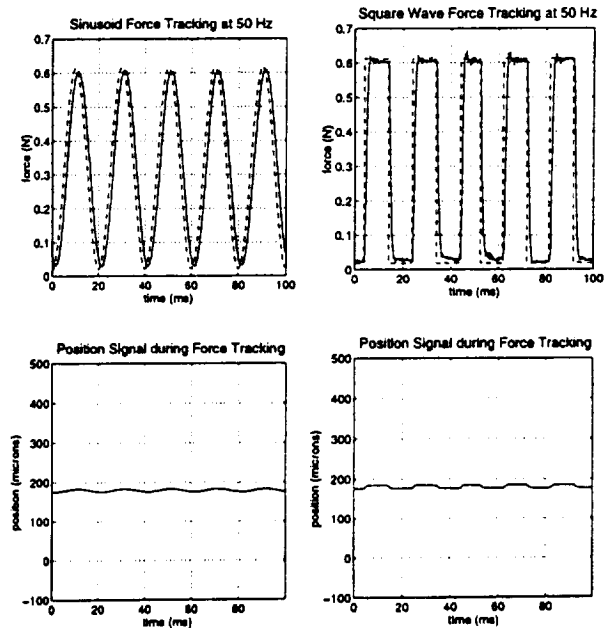 Sinusoid Force Tracking at 50 Hz
0.7
0.6
0.5
0.4
0.3
0.2
0.1
0
force (N)
0 20 40 60 80 100
time (ms)
Square Wave Force Tracking at 50 Hz
0.7
0.6
0.5
0.4
0.3
0.2
0.1
0
force (N)
0 20 40 60 80 100
time (ms)
Position Signal during Force Tracking
500
400
300
200
100
0
-100
position (microns)
0 20 40 60 80
time (ms)
Position Signal during Force Tracking
500
400
300
200
100
0
-100
position (microns)
0 20 40 60 80
time (ms)